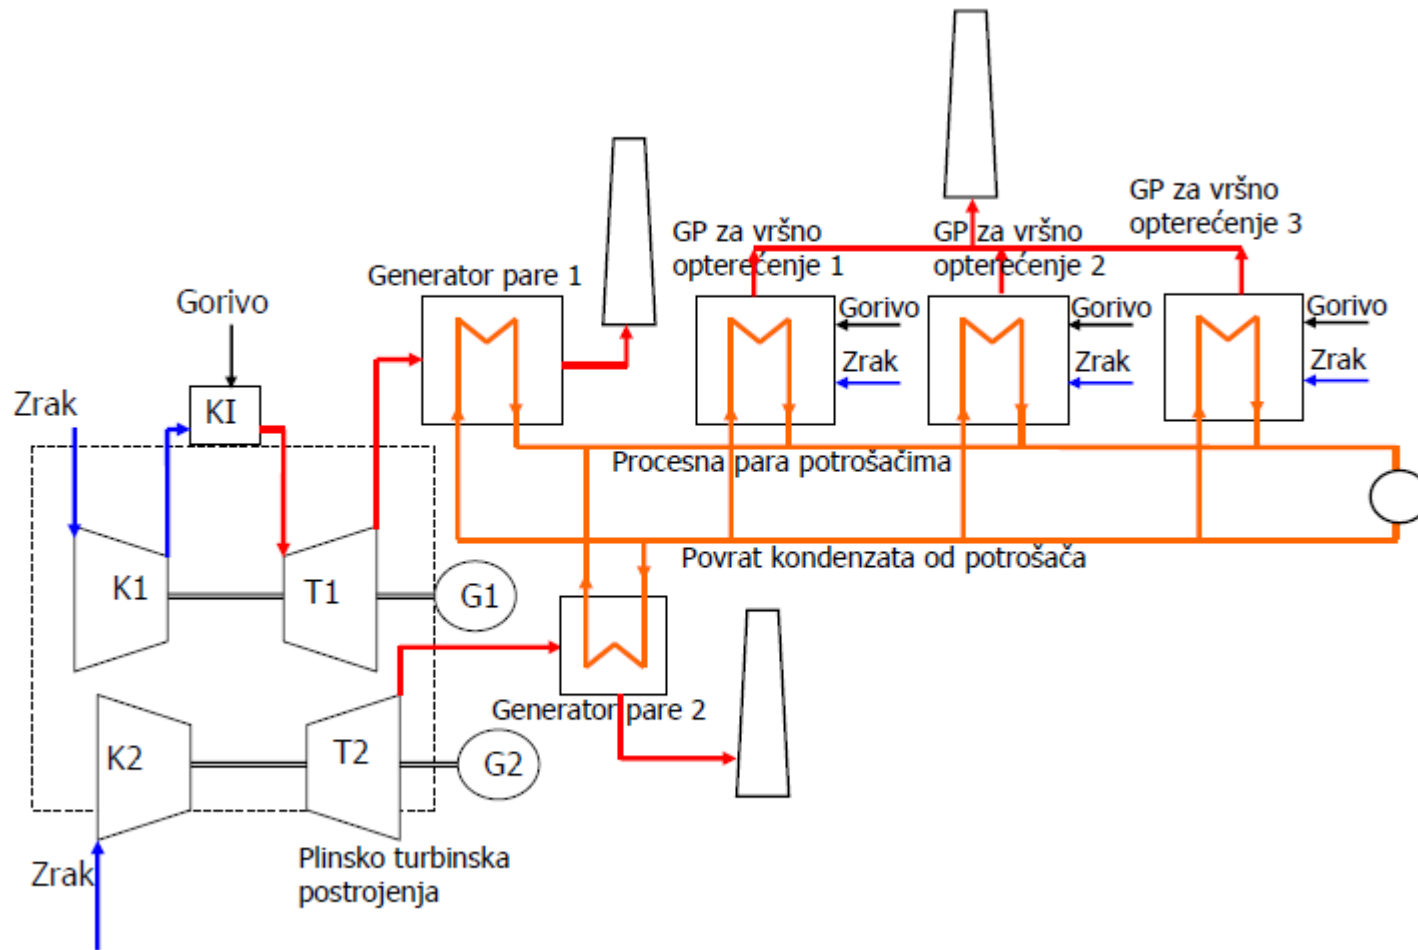 GP za vršno
opterećenje 3
GP za vršno
opterećenje 1
GP za vršno
opterećenje 2
Generator pare 1
Gorivo
Gorivo
Gorivo
Gorivo
Zrak
Zrak
Zrak
Zrak
KI
Procesna para potrošačima
Povrat kondenzata od potrošača
K1
T1
G1
Generator pare 2
K2
T2
G2
Zrak
Plinsko turbinska
postrojenja